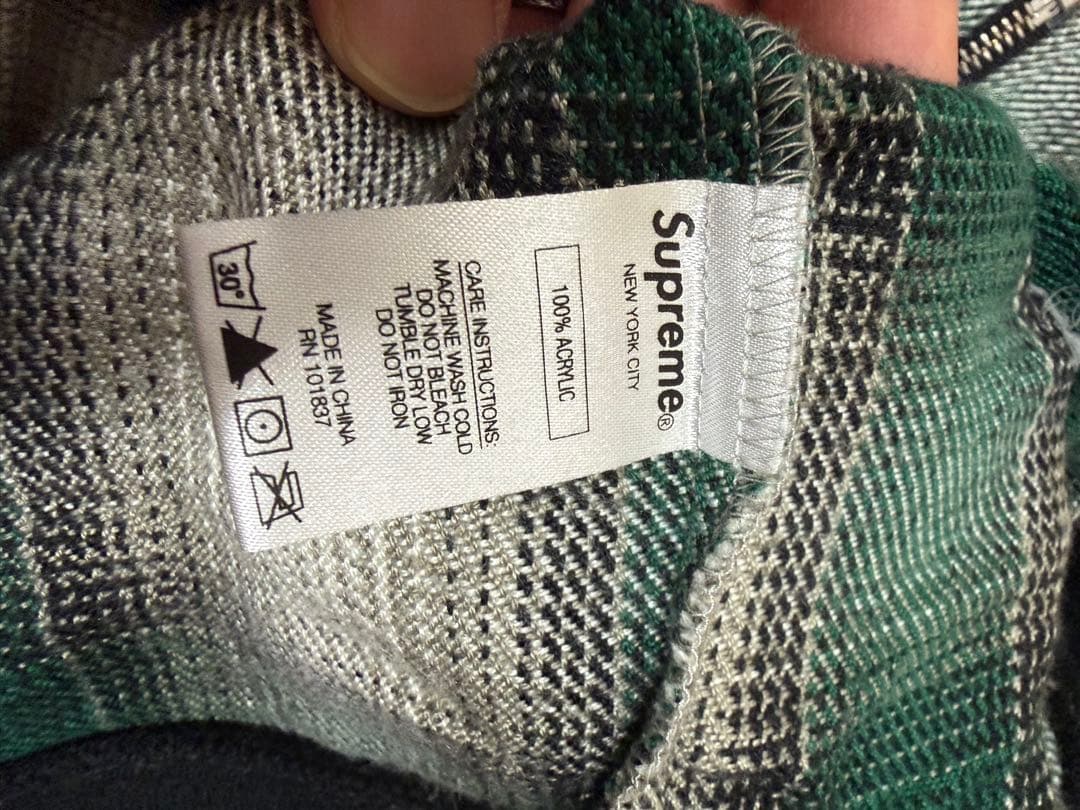 Supreme®
NEW YORK CITY
100% ACRYLIC
CARE INSTRUCTIONS:
MACHINE WASH COLD
DO NOT BLEACH
TUMBLE DRY LOW
DO NOT IRON
MADE IN CHINA
RN 101837
30°